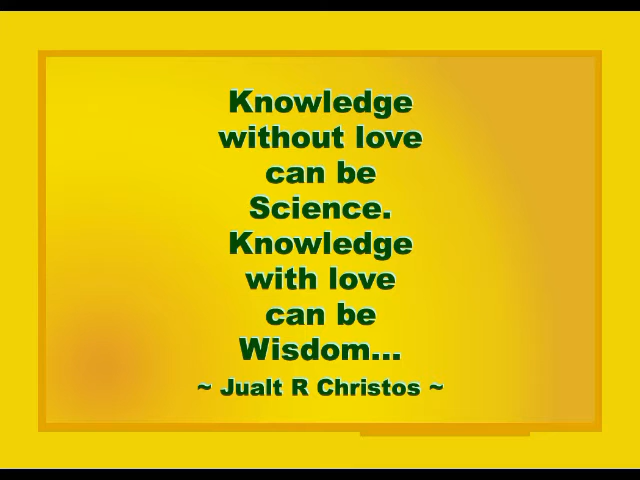 Knowledge
without love
can be
Science.
Knowledge
with love
can be
Wisdom...
~ Jualt R Christos ~